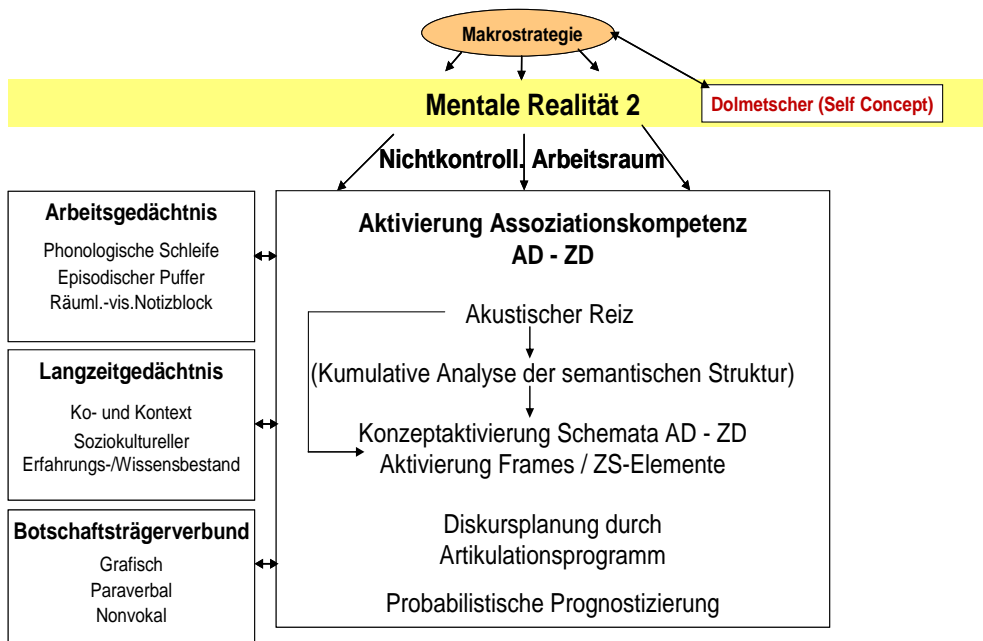 Makrostrategie
Mentale Realität 2
Dolmetscher (Self Concept)
Nichtkontroll. Arbeitsraum
Arbeitsgedächtnis
Phonologische Schleife
Episodischer Puffer
Räuml.-vis.Notizblock
Langzeitgedächtnis
Ko- und Kontext
Soziokultureller
Erfahrungs-/Wissensbestand
Botschaftsträgerverbund
Grafisch
Paraverbal
Nonvokal
Aktivierung Assoziationskompetenz
AD - ZD
Akustischer Reiz
(Kumulative Analyse der semantischen Struktur)
Konzeptaktivierung Schemata AD - ZD
Aktivierung Frames / ZS-Elemente
Diskursplanung durch
Artikulationsprogramm
Probabilistische Prognostizierung